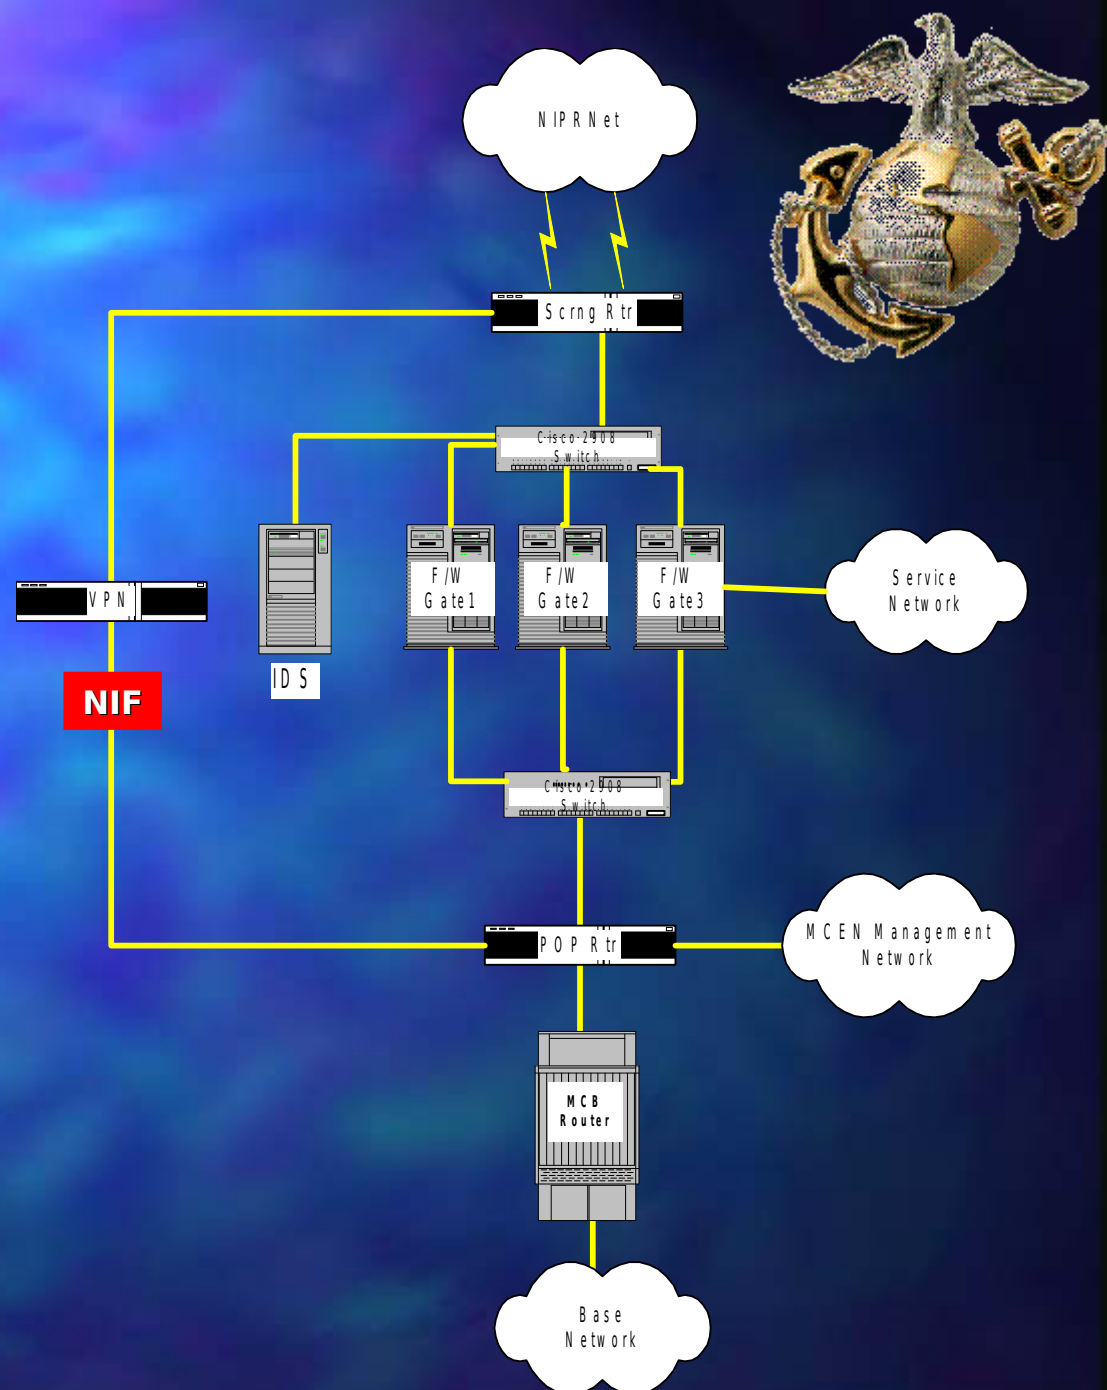 NIPRNet
Scrng Rtr
Cisco 2908
Switch
F/W
Gate1
F/W
Gate2
F/W
Gate3
Service
Network
VPN
IDS
NIF
Cisco 2908
Switch
POP Rtr
MCEN Management
Network
MCB
Router
Base
Network